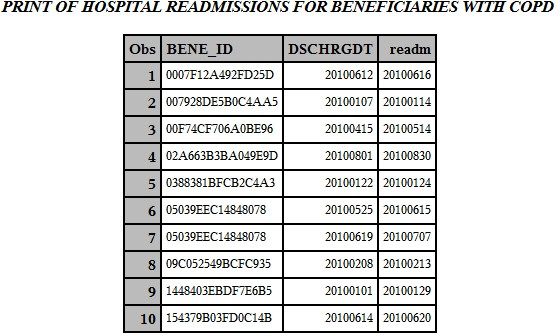 PRINT OF HOSPITAL READMISSIONS FOR BENEFICIARIES WITH COPD
Obs BENE_ID DSCHRGDT readm
1 0007F12A492FD25D 20100612 20100616
2 007928DE5B0C4AA5 20100107 20100114
3 00F74CF706A0BE96 20100415 20100514
4 02A663B3BA049E9D 20100801 20100830
5 0388381BFCB2C4A3 20100122 20100124
6 05039EEC14848078 20100525 20100615
7 05039EEC14848078 20100619 20100707
8 09C052549BCFC935 20100208 20100213
9 1448403EBDF7E6B5 20100101 20100129
10 154379B03FD0C14B 20100614 20100620